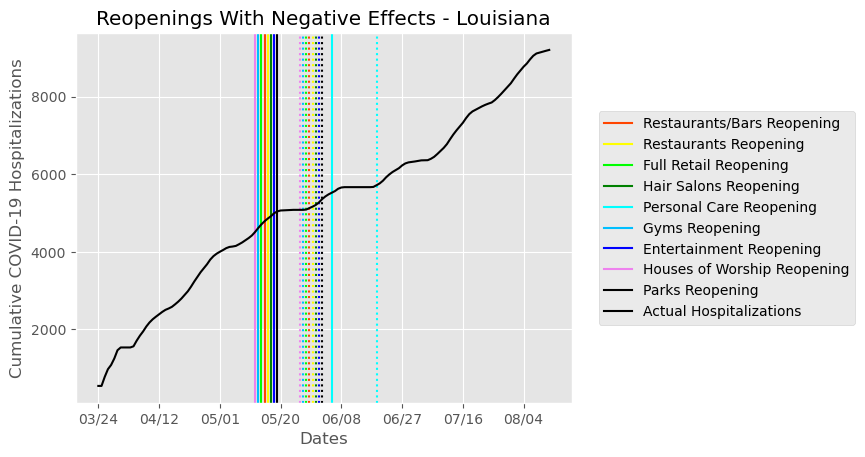 Reopenings With Negative Effects - Louisiana
Cumulative COVID-19 Hospitalizations
8000
6000
4000
2000
03/24 04/12 05/01 05/20 06/08 06/27 07/16 08/04
Dates
Restaurants/Bars Reopening
Restaurants Reopening
Full Retail Reopening
Hair Salons Reopening
Personal Care Reopening
Gyms Reopening
Entertainment Reopening
Houses of Worship Reopening
Parks Reopening
Actual Hospitalizations